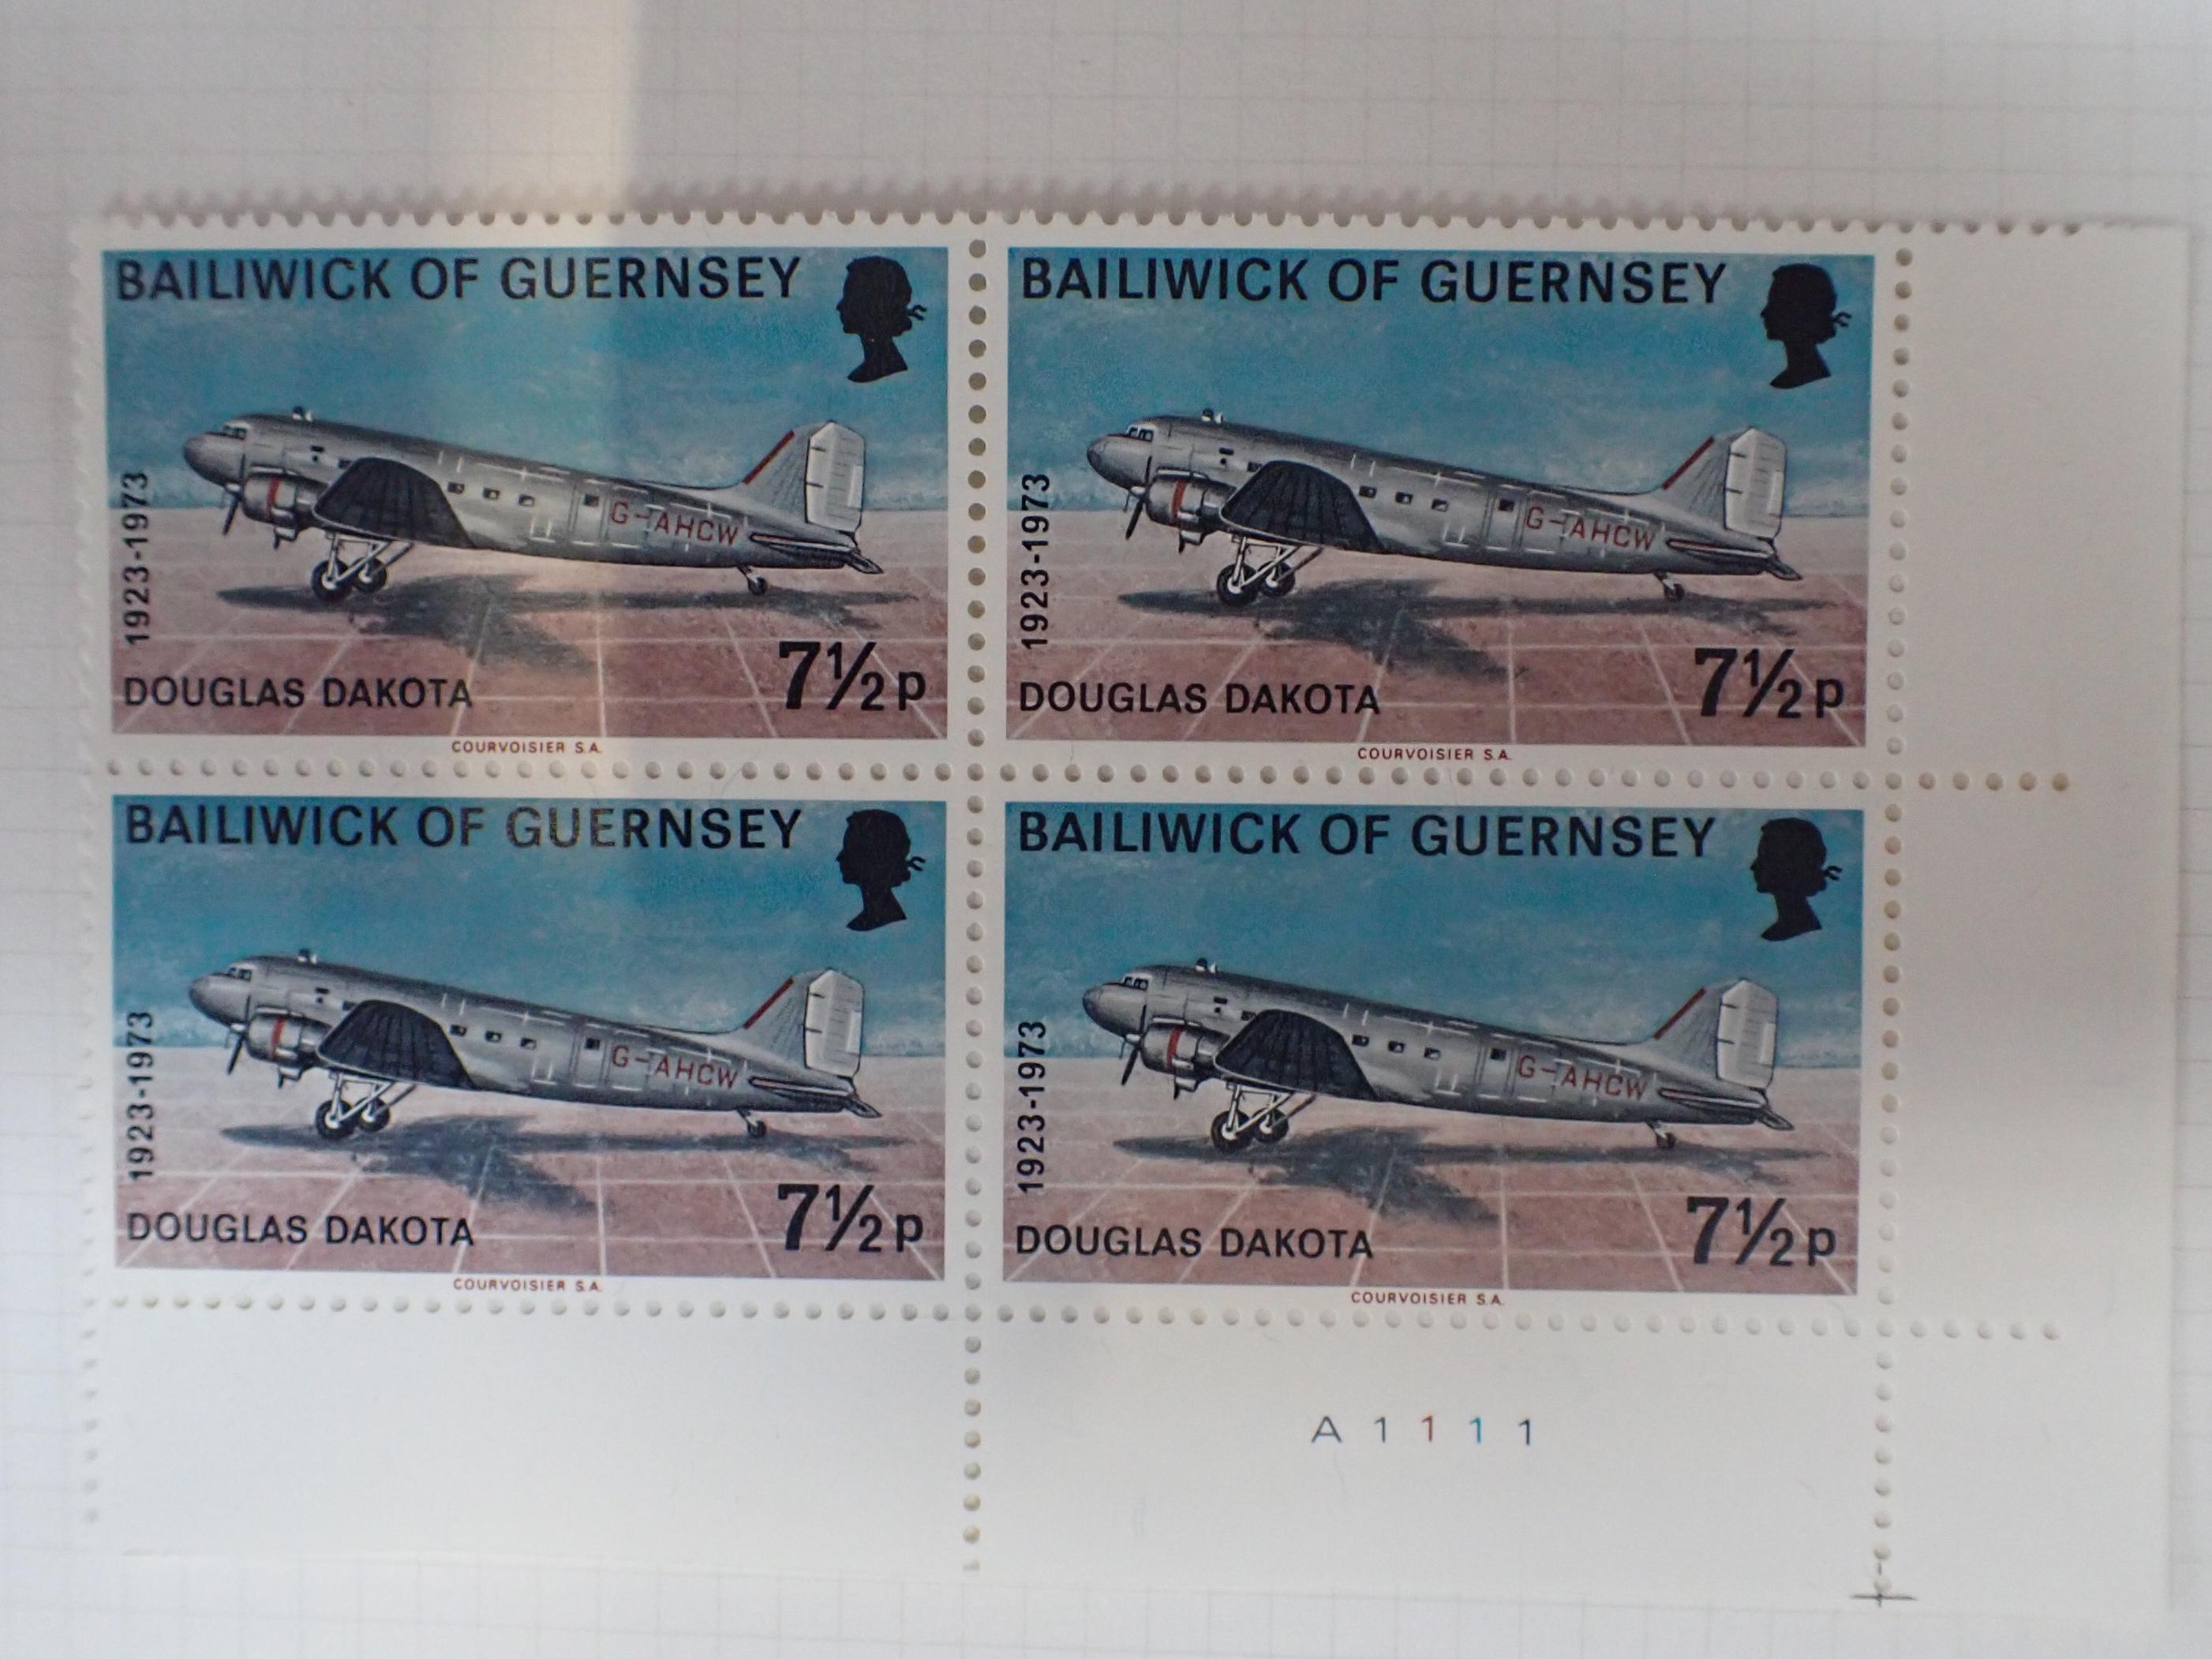 BAILIWICK OF GUERNSEY
1923-1973
G-AHCW
DOUGLAS DAKOTA
7½p
COURVOISIER S.A.
BAILIWICK OF GUERNSEY
1923-1973
G-AHCW
DOUGLAS DAKOTA
7½p
COURVOISIER S.A.
BAILIWICK OF GUERNSEY
1923-1973
G-AHCW
DOUGLAS DAKOTA
7½p
COURVOISIER S.A.
BAILIWICK OF GUERNSEY
1923-1973
G-AHCW
DOUGLAS DAKOTA
7½p
COURVOISIER S.A.
A 1 1 1 1